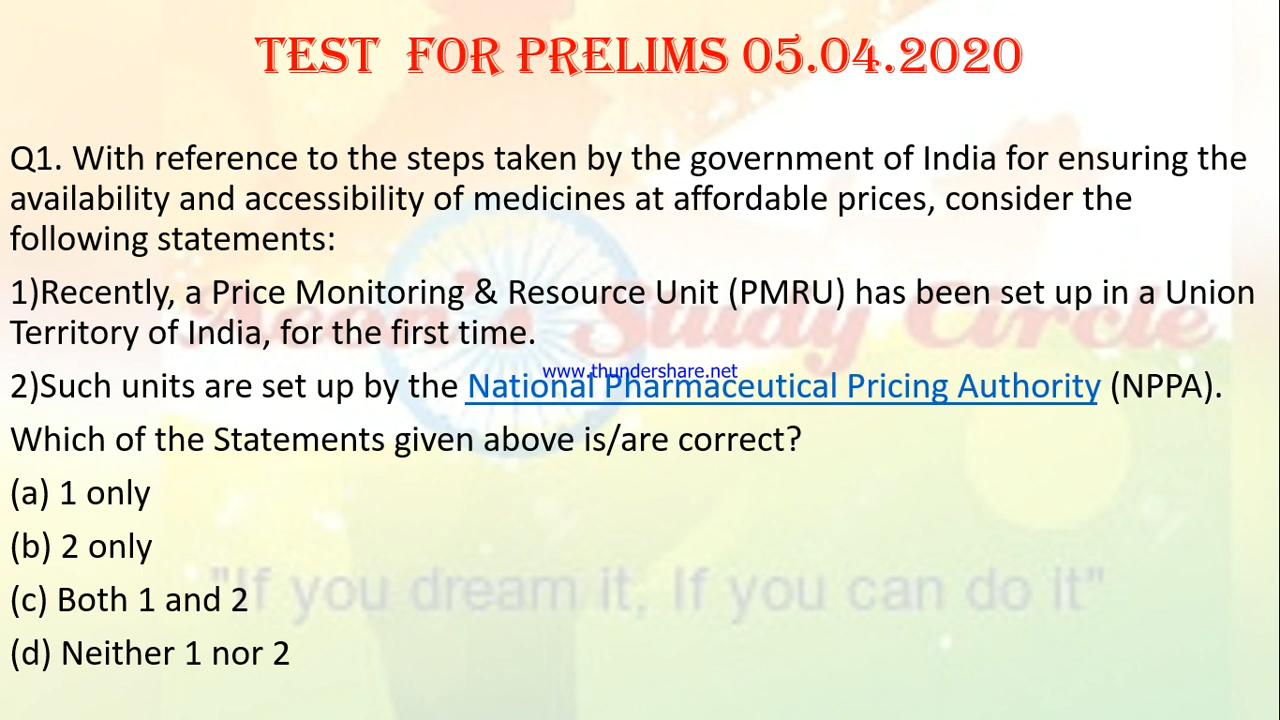 TEST FOR PRELIMS 05.04.2020
Q1. With reference to the steps taken by the government of India for ensuring the
availability and accessibility of medicines at affordable prices, consider the
following statements:
1)Recently, a Price Monitoring & Resource Unit (PMRU) has been set up in a Union
Territory of India, for the first time.
www.thundershare.net
2)Such units are set up by the National Pharmaceutical Pricing Authority (NPPA).
Which of the Statements given above is/are correct?
(a) 1 only
(b) 2 only
(c) Both 1 and 2
(d) Neither 1 nor 2
Study Circle
"If you dream it, If you can do it"